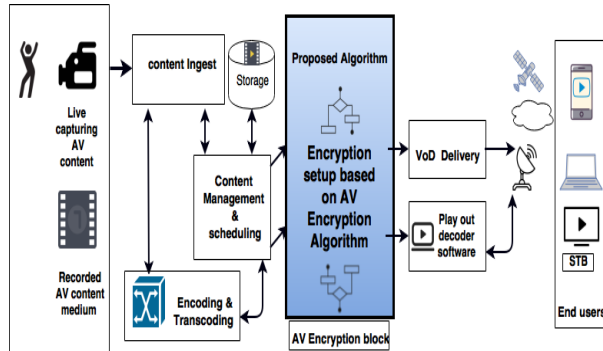 Live
capturing
AV
content
Recorded
AV content
medium
content Ingest
Storage
Content
Management
&
scheduling
Encoding &
Transcoding
Proposed Algorithm
Encryption
setup based
on AV
Encryption
Algorithm
AV Encryption block
VoD Delivery
Play out
decoder
software
STB
End users